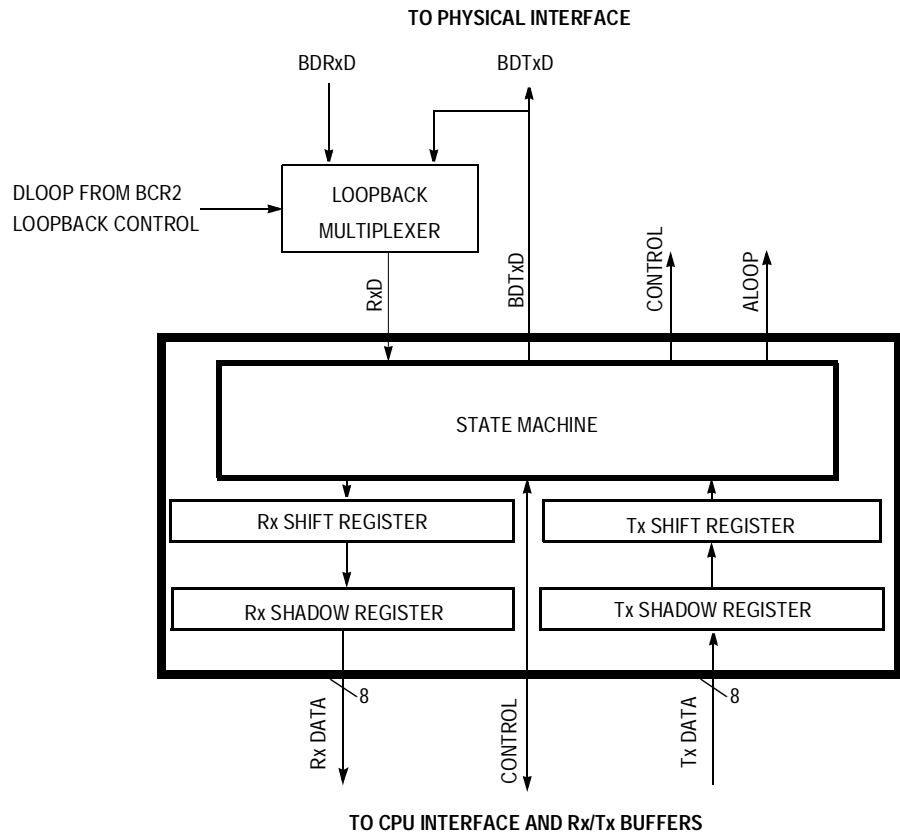 TO PHYSICAL INTERFACE
BDRxD
BDTxD
DLOOP FROM BCR2
LOOPBACK CONTROL
LOOPBACK
MULTIPLEXER
RxD
BDTxD
CONTROL
ALOOP
STATE MACHINE
Rx SHIFT REGISTER
Tx SHIFT REGISTER
Rx SHADOW REGISTER
Tx SHADOW REGISTER
8
8
Rx DATA
CONTROL
Tx DATA
TO CPU INTERFACE AND Rx/Tx BUFFERS